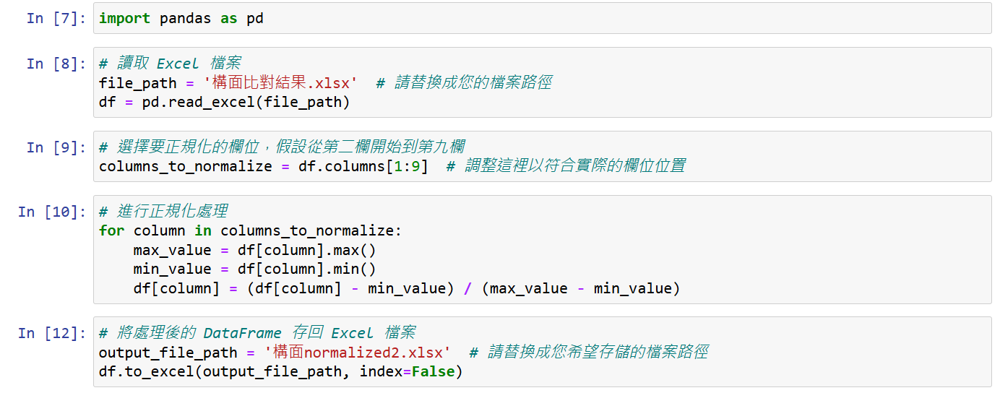 In [7]: import pandas as pd
In [8]: # 讀取 Excel 檔案
file_path = '構面比對結果.xlsx'  # 請替換成您的檔案路徑
df = pd.read_excel(file_path)
In [9]: # 選擇要正規化的欄位，假設從第二欄開始到第九欄
columns_to_normalize = df.columns[1:9]  # 調整這裡以符合實際的欄位位置
In [10]: # 進行正規化處理
for column in columns_to_normalize:
    max_value = df[column].max()
    min_value = df[column].min()
    df[column] = (df[column] - min_value) / (max_value - min_value)
In [12]: # 將處理後的 DataFrame 存回 Excel 檔案
output_file_path = '構面normalized2.xlsx'  # 請替換成您希望存儲的檔案路徑
df.to_excel(output_file_path, index=False)